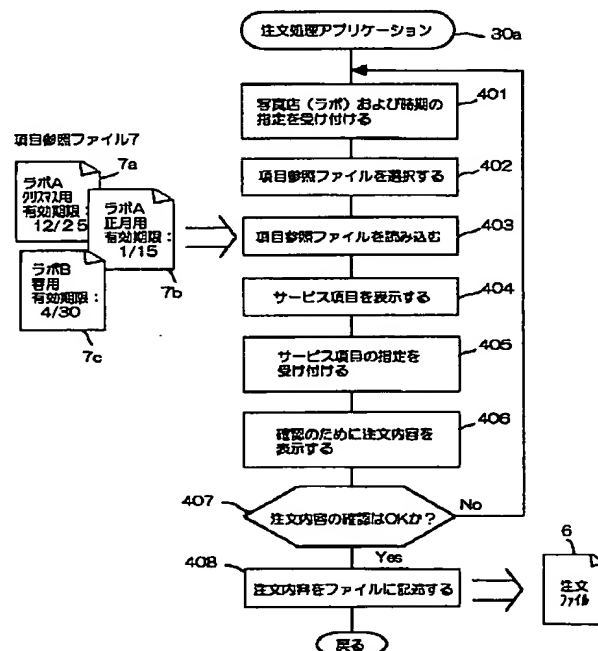 注文処理アプリケーション
30a
写真店(ラボ)および時期の
指定を受け付ける
401
項目参照ファイルを選択する
402
項目参照ファイル7
7a
ラボA
クリスマス用
有効期限:
12/25
ラボA
正月用
有効期限:
1/15
7b
ラボB
春用
有効期限:
4/30
7c
項目参照ファイルを読み込む
403
サービス項目を表示する
404
サービス項目の指定を
受け付ける
405
確認のために注文内容を
表示する
406
407
注文内容の確認はOKか?
No
Yes
408
注文内容をファイルに記述する
6
注文
ファイル
戻る